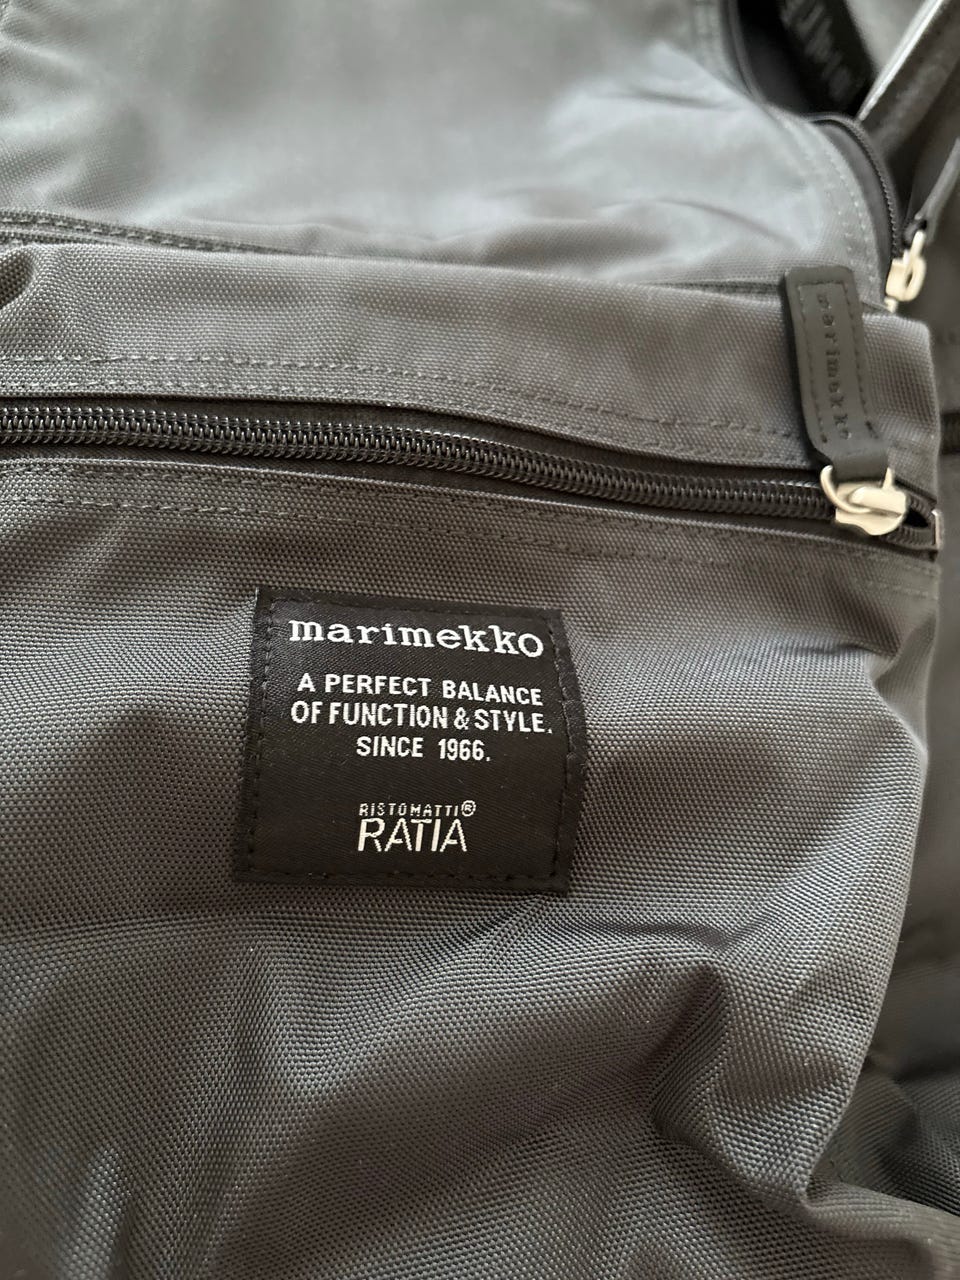 marimekko
marimekko
A PERFECT BALANCE
OF FUNCTION & STYLE.
SINCE 1966.
RISTOMATTI®
RATIA